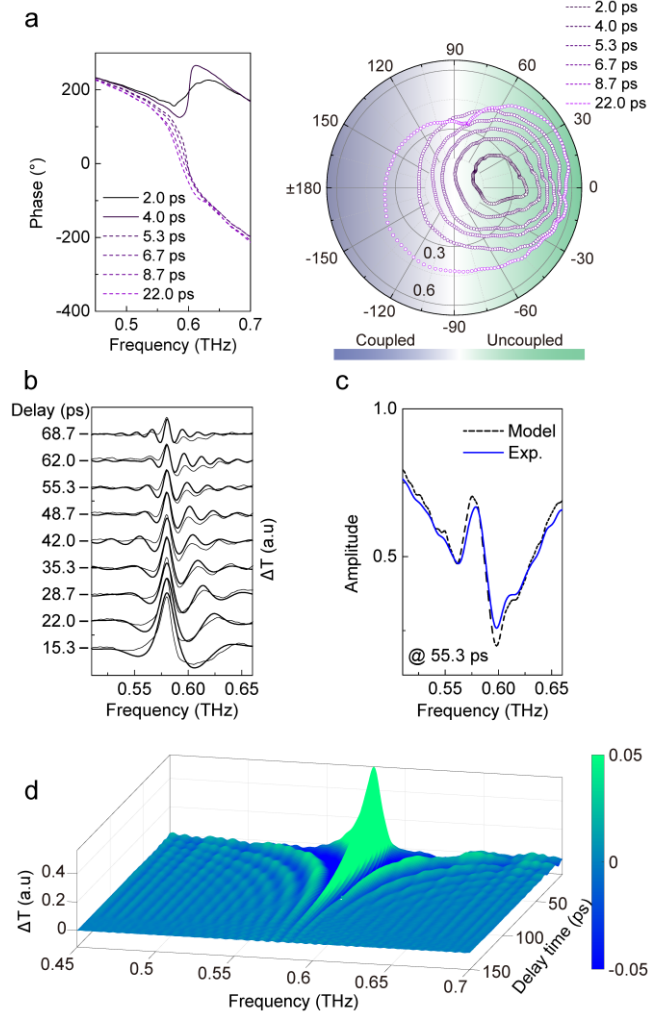 a
200
0
-200
-400
Phase (°)
2.0 ps
4.0 ps
5.3 ps
6.7 ps
8.7 ps
22.0 ps
0.5
0.6
0.7
Frequency (THz)
2.0 ps
4.0 ps
5.3 ps
6.7 ps
8.7 ps
22.0 ps
90
120
60
150
30
±180
0
-150
-30
-120
-60
-90
0.3
0.6
Coupled
Uncoupled
b
Delay (ps)
68.7
62.0
55.3
48.7
42.0
35.3
28.7
22.0
15.3
ΔT (a.u)
0.55
0.60
0.65
Frequency (THz)
c
1.0
0.5
Amplitude
Model
Exp.
@ 55.3 ps
0.55
0.60
0.65
Frequency (THz)
d
0.4
0.2
0
ΔT (a.u)
0.45
0.5
0.55
0.6
0.65
0.7
Frequency (THz)
50
100
150
Delay time (ps)
0.05
0
-0.05